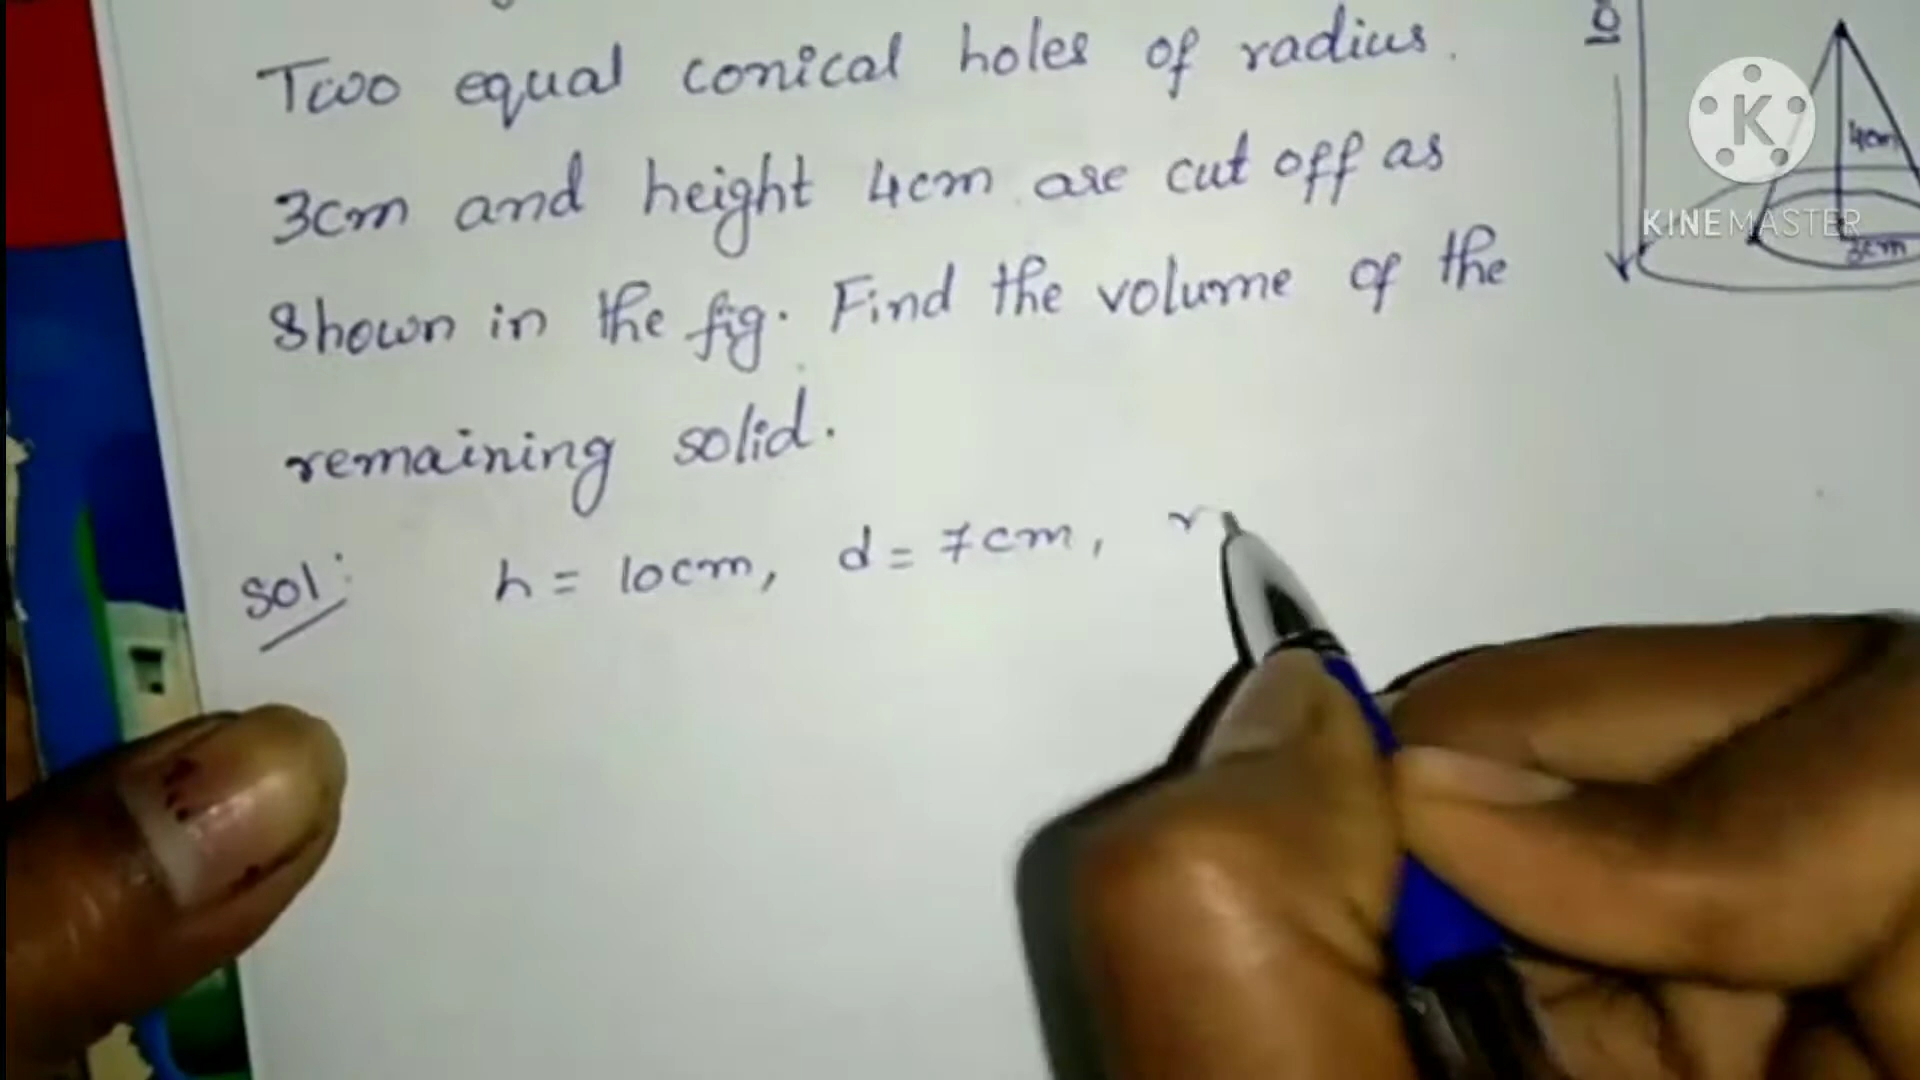 Two equal conical holes of radius
3cm and height 4cm are cut off as
shown in the fig. Find the volume of the
remaining solid.
Sol: h = 10cm, d = 7cm, r
10
4cm
3cm
K
KINEMASTER